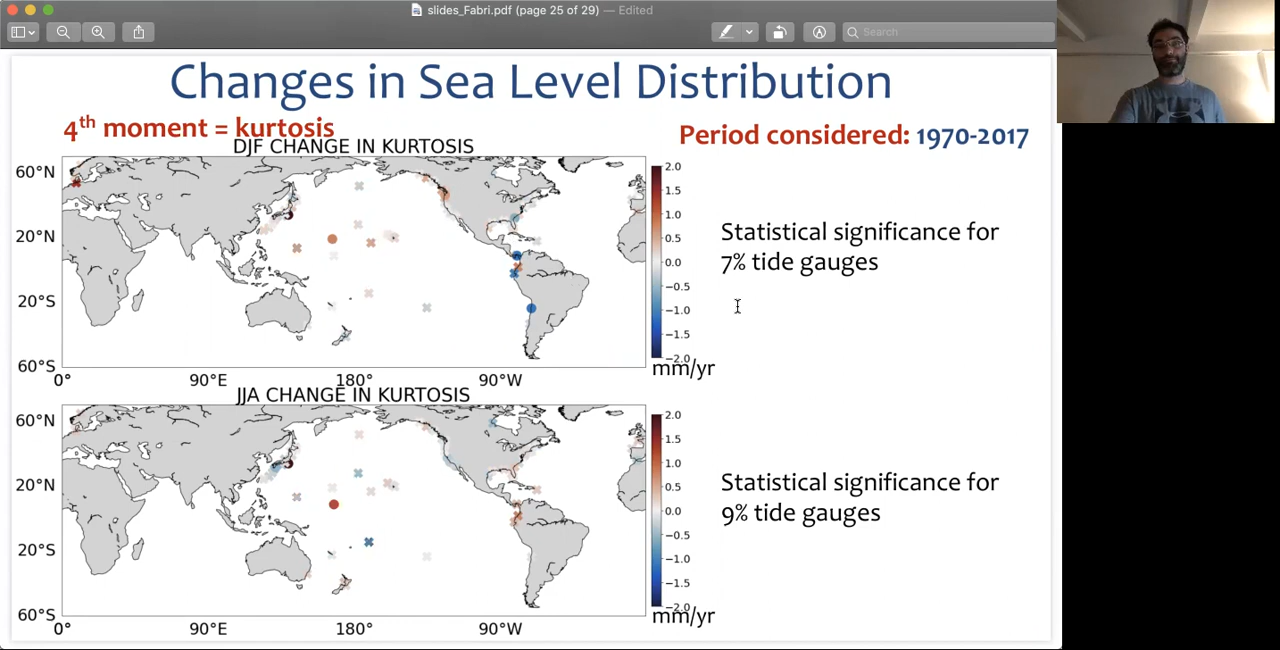 slides_Fabri.pdf (page 25 of 29) — Edited
Search
Changes in Sea Level Distribution
4th moment = kurtosis
Period considered: 1970-2017
DJF CHANGE IN KURTOSIS
60°N
20°N
20°S
60°S
0°
90°E
180°
90°W
2.0
1.5
1.0
0.5
0.0
−0.5
−1.0
−1.5
−2.0
mm/yr
Statistical significance for
7% tide gauges
JJA CHANGE IN KURTOSIS
60°N
20°N
20°S
60°S
0°
90°E
180°
90°W
2.0
1.5
1.0
0.5
0.0
−0.5
−1.0
−1.5
−2.0
mm/yr
Statistical significance for
9% tide gauges